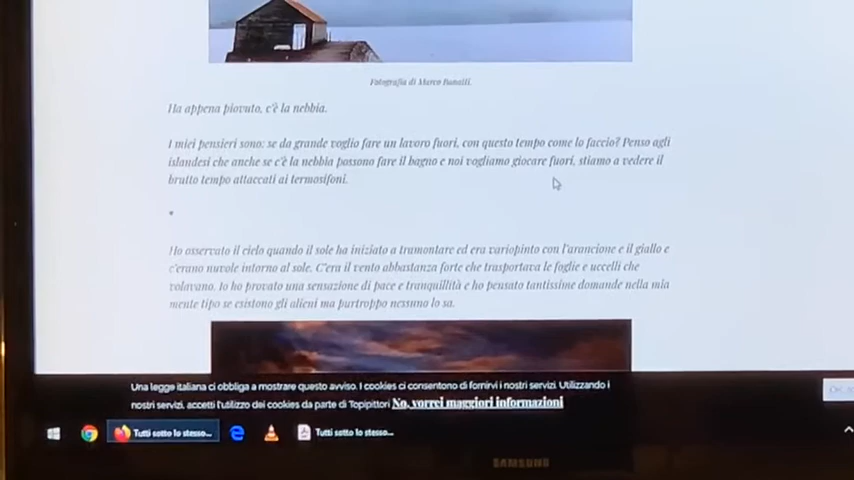 Fotografia di Marco Bunatti.
Ha appena piovuto, c'è la nebbia.
I miei pensieri sono: se da grande voglio fare un lavoro fuori, con questo tempo come lo faccio? Penso agli
islandesi che anche se c'è la nebbia possono fare il bagno e noi vogliamo giocare fuori, stiamo a vedere il
brutto tempo attaccati ai termosifoni.
*
Ho osservato il cielo quando il sole ha iniziato a tramontare ed era variopinto con l'arancione e il giallo e
c'erano nuvole intorno al sole. C'era il vento abbastanza forte che trasportava le foglie e uccelli che
volavano. Io ho provato una sensazione di pace e tranquillità e ho pensato tantissime domande nella mia
mente tipo se esistono gli alieni ma purtroppo nessuno lo sa.
Una legge italiana ci obbliga a mostrare questo avviso. I cookies ci consentono di fornirvi i nostri servizi. Utilizzando i
nostri servizi, accetti l'utilizzo dei cookies da parte di Topipittori No, vorrei maggiori informazioni
Tutti sotto lo stesso...
Tutti sotto lo stesso...
SAMSUNG